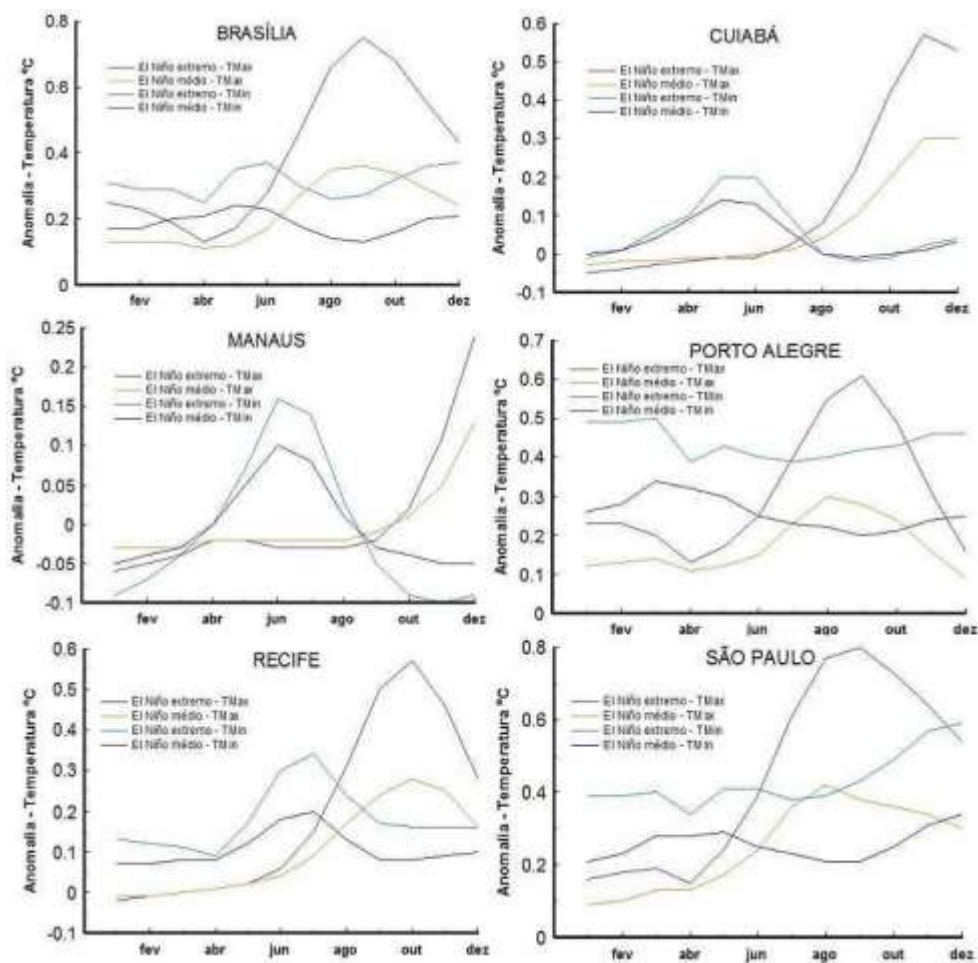 BRASÍLIA
Anomalia - Temperatura ºC
0.8
0.6
0.4
0.2
0
El Niño extremo - TMax
El Niño médio - TMax
El Niño extremo - TMin
El Niño médio - TMin
fev abr jun ago out dez
CUIABÁ
Anomalia - Temperatura ºC
0.6
0.5
0.4
0.3
0.2
0.1
0
-0.1
El Niño extremo - TMax
El Niño médio - TMax
El Niño extremo - TMin
El Niño médio - TMin
fev abr jun ago out dez
MANAUS
Anomalia - Temperatura ºC
0.25
0.2
0.15
0.1
0.05
0
-0.05
-0.1
El Niño extremo - TMax
El Niño médio - TMax
El Niño extremo - TMin
El Niño médio - TMin
fev abr jun ago out dez
PORTO ALEGRE
Anomalia - Temperatura ºC
0.7
0.6
0.5
0.4
0.3
0.2
0.1
0
El Niño extremo - TMax
El Niño médio - TMax
El Niño extremo - TMin
El Niño médio - TMin
fev abr jun ago out dez
RECIFE
Anomalia - Temperatura ºC
0.6
0.5
0.4
0.3
0.2
0.1
0
-0.1
El Niño extremo - TMax
El Niño médio - TMax
El Niño extremo - TMin
El Niño médio - TMin
fev abr jun ago out dez
SÃO PAULO
Anomalia - Temperatura ºC
0.8
0.6
0.4
0.2
0
El Niño extremo - TMax
El Niño médio - TMax
El Niño extremo - TMin
El Niño médio - TMin
fev abr jun ago out dez